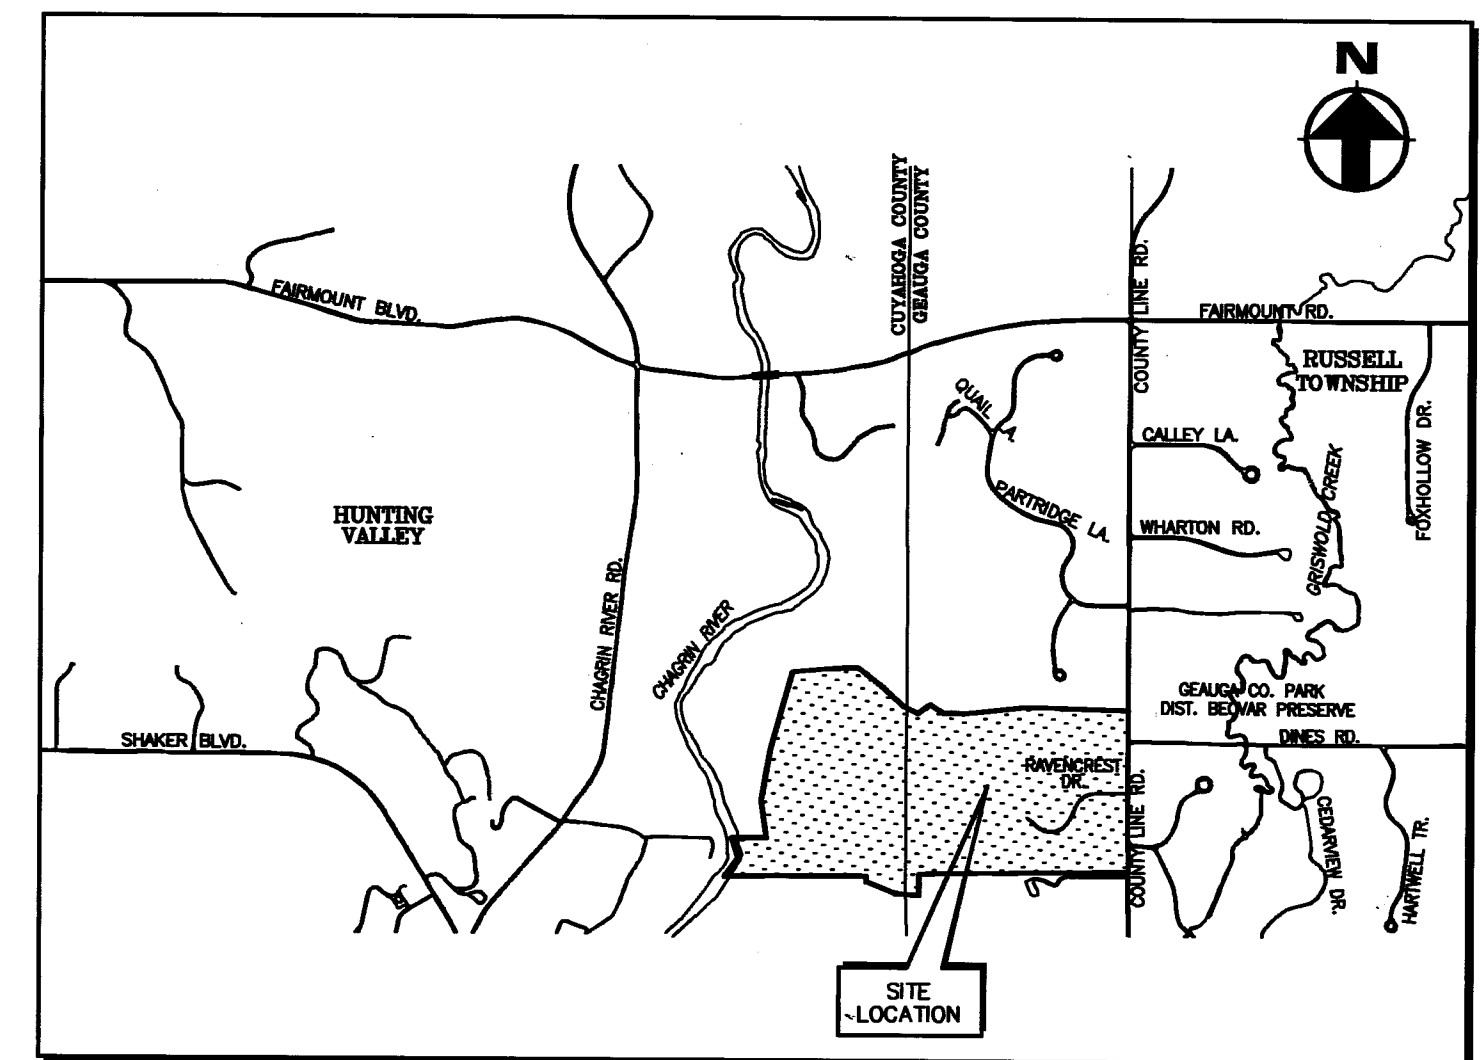 N
CUYAHOGA COUNTY
GEAUGA COUNTY
COUNTY LINE RD.
FAIRMOUNT BLVD.
FAIRMOUNT RD.
RUSSELL
TOWNSHIP
QUAIL LA.
CALLEY LA.
FOXHOLLOW DR.
GRISWOLD CREEK
PARTRIDGE LA.
WHARTON RD.
HUNTING
VALLEY
CHAGRIN RIVER RD.
CHAGRIN RIVER
GEAUGA CO. PARK
DIST. BEOVAR PRESERVE
DINES RD.
SHAKER BLVD.
RAVENCREST
DR.
COUNTY LINE RD.
CEDARVIEW
DR.
HARTWELL TR.
SITE
LOCATION